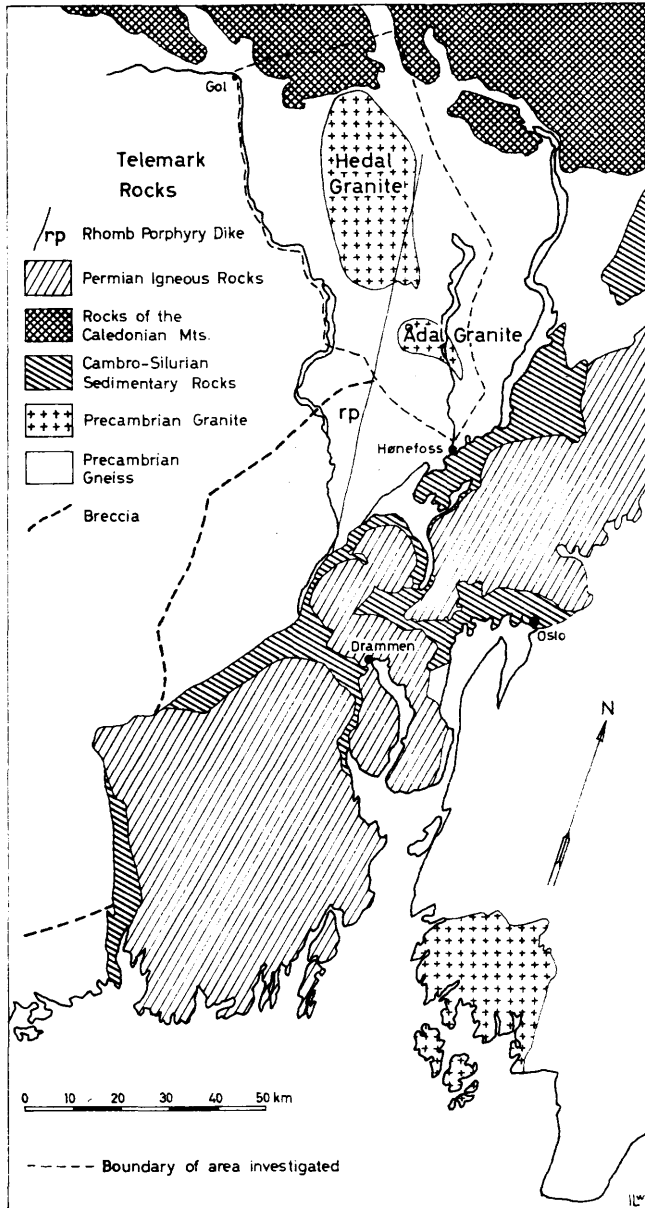 Gol
Telemark
Rocks
Hedal
Granite
rp Rhomb Porphyry Dike
Permian Igneous Rocks
Rocks of the
Caledonian Mts.
Ådal Granite
Cambro-Silurian
Sedimentary Rocks
Precambrian Granite
rp
Hønefoss
Precambrian
Gneiss
Breccia
Oslo
Drammen
N
0 10 20 30 40 50 km
Boundary of area investigated
ILW